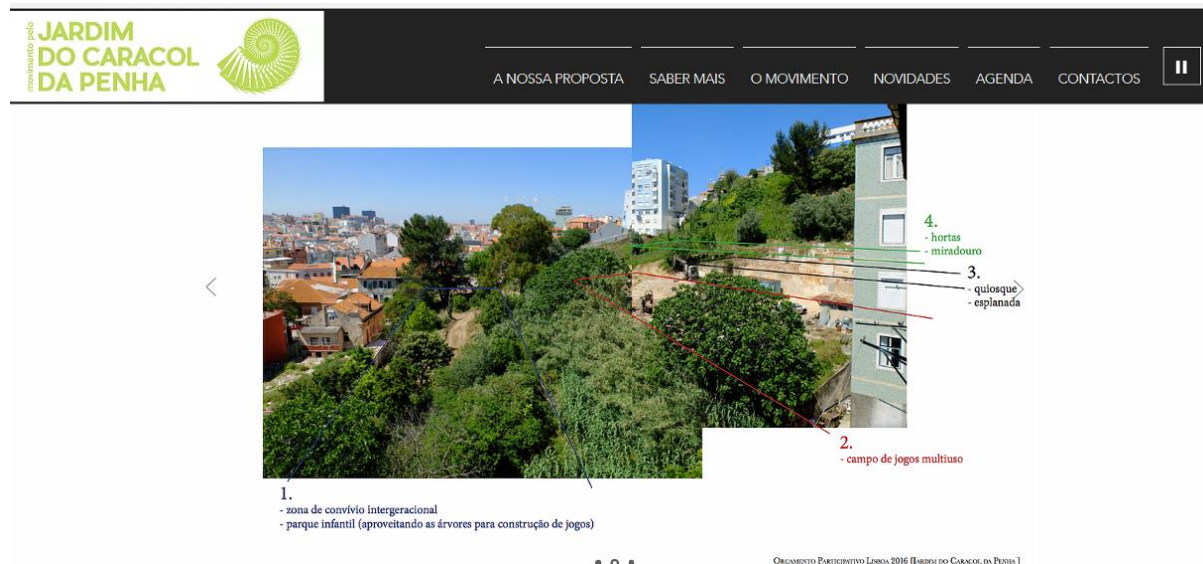 movimento pelo
JARDIM
DO CARACOL
DA PENHA
A NOSSA PROPOSTA SABER MAIS O MOVIMENTO NOVIDADES AGENDA CONTACTOS
4.
- hortas
- miradouro
3.
- quiosque
- esplanada
2.
- campo de jogos multiuso
1.
- zona de convívio intergeracional
- parque infantil (aproveitando as árvores para construção de jogos)
Orçamento Participativo Lisboa 2016 [Jardim do Caracol da Penha]